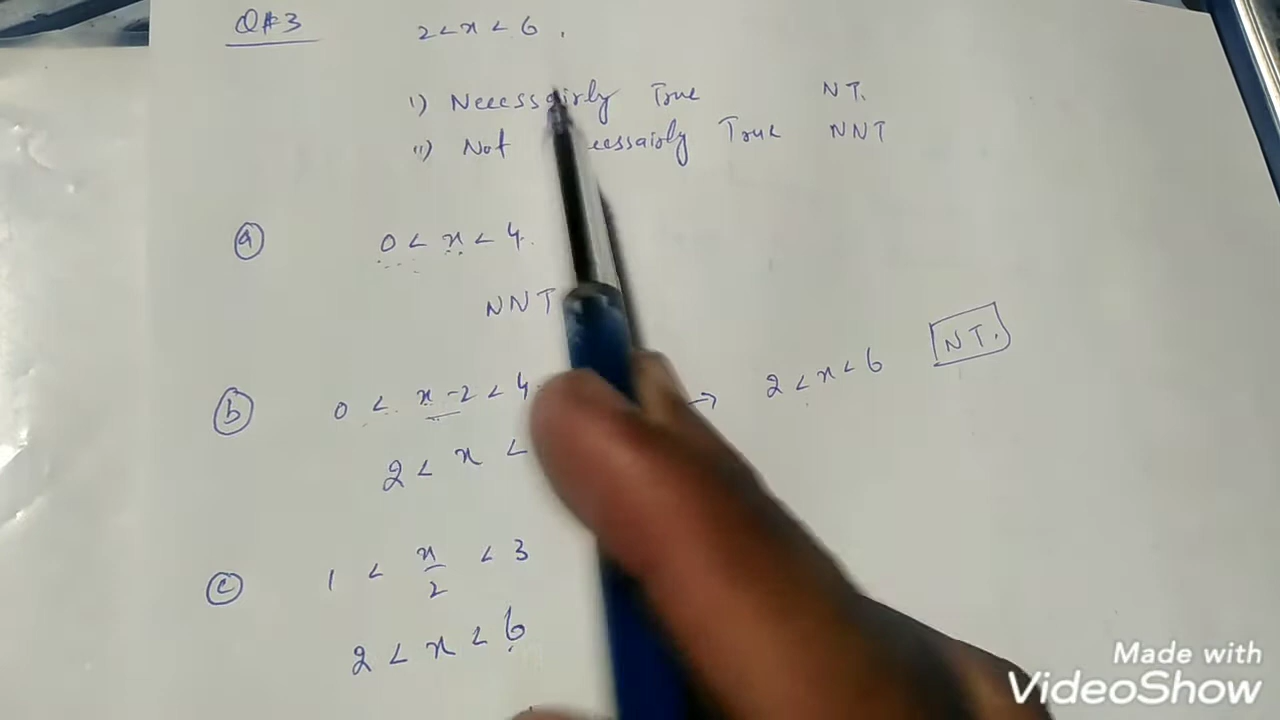 Q#3 2 < x < 6 .
i) Necessairly True NT.
ii) Not True NNT
a 0 < x < 4.
NNT
b 0 < x - 2 < 4 → 2 < x < 6 NT.
2 < x <
c 1 < x/2 < 3
2 < x < 6
Made with
VideoShow